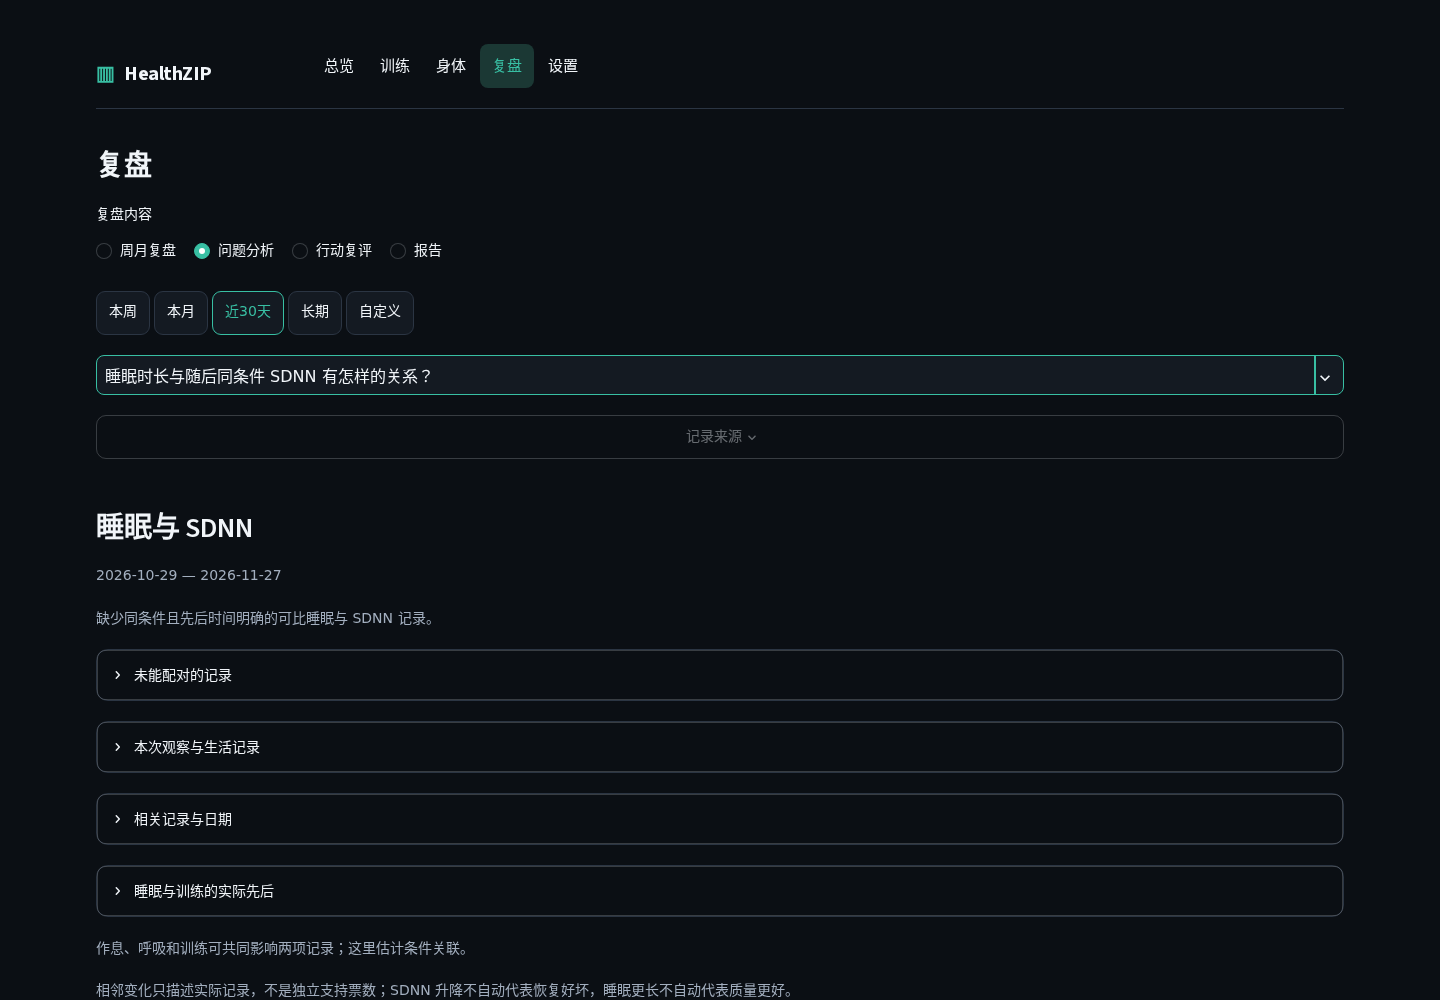 HealthZIP
总览 训练 身体 复盘 设置
复盘
复盘内容
周月复盘 问题分析 行动复评 报告
本周 本月 近30天 长期 自定义
睡眠时长与随后同条件 SDNN 有怎样的关系？
记录来源
睡眠与 SDNN
2026-10-29 — 2026-11-27
缺少同条件且先后时间明确的可比睡眠与 SDNN 记录。
未能配对的记录
本次观察与生活记录
相关记录与日期
睡眠与训练的实际先后
作息、呼吸和训练可共同影响两项记录；这里估计条件关联。
相邻变化只描述实际记录，不是独立支持票数；SDNN 升降不自动代表恢复好坏，睡眠更长不自动代表质量更好。